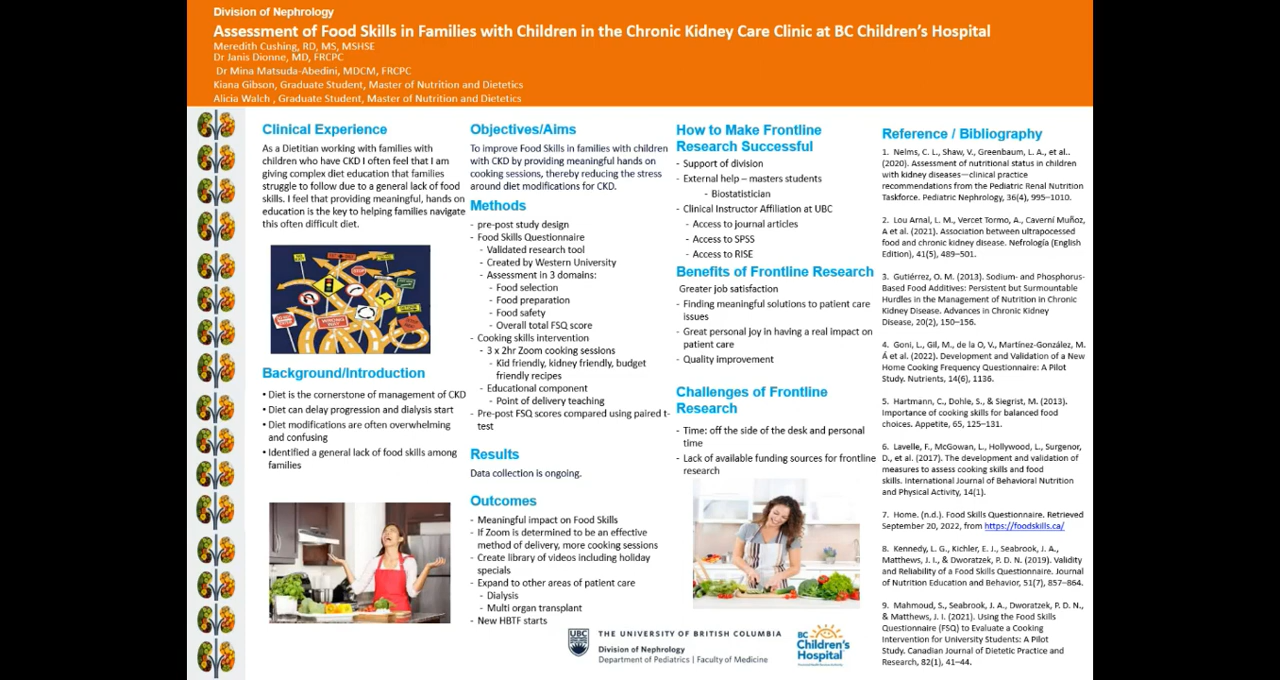 Division of Nephrology
Assessment of Food Skills in Families with Children in the Chronic Kidney Care Clinic at BC Children's Hospital
Meredith Cushing, RD, MS, MSHSE
Dr Janis Dionne, MD, FRCPC
Dr Mina Matsuda-Abedini, MDCM, FRCPC
Kiana Gibson, Graduate Student, Master of Nutrition and Dietetics
Alicia Walch , Graduate Student, Master of Nutrition and Dietetics
Clinical Experience
As a Dietitian working with families with
children who have CKD I often feel that I am
giving complex diet education that families
struggle to follow due to a general lack of food
skills. I feel that providing meaningful, hands on
education is the key to helping families navigate
this often difficult diet.
STOP
WRONG
WAY
Background/Introduction
• Diet is the cornerstone of management of CKD
• Diet can delay progression and dialysis start
• Diet modifications are often overwhelming
and confusing
• Identified a general lack of food skills among
families
Objectives/Aims
To improve Food Skills in families with children
with CKD by providing meaningful hands on
cooking sessions, thereby reducing the stress
around diet modifications for CKD.
Methods
- pre-post study design
- Food Skills Questionnaire
- Validated research tool
- Created by Western University
- Assessment in 3 domains:
- Food selection
- Food preparation
- Food safety
- Overall total FSQ score
- Cooking skills intervention
- 3 x 2hr Zoom cooking sessions
- Kid friendly, kidney friendly, budget
friendly recipes
- Educational component
- Point of delivery teaching
- Pre-post FSQ scores compared using paired t-
test
Results
Data collection is ongoing.
Outcomes
- Meaningful impact on Food Skills
- If Zoom is determined to be an effective
method of delivery, more cooking sessions
- Create library of videos including holiday
specials
- Expand to other areas of patient care
- Dialysis
- Multi organ transplant
- New HBTF starts
How to Make Frontline
Research Successful
- Support of division
- External help – masters students
- Biostatistician
- Clinical Instructor Affiliation at UBC
- Access to journal articles
- Access to SPSS
- Access to RISE
Benefits of Frontline Research
Greater job satisfaction
- Finding meaningful solutions to patient care
issues
- Great personal joy in having a real impact on
patient care
- Quality improvement
Challenges of Frontline
Research
- Time: off the side of the desk and personal
time
- Lack of available funding sources for frontline
research
Reference / Bibliography
1. Nelms, C. L., Shaw, V., Greenbaum, L. A., et al..
(2020). Assessment of nutritional status in children
with kidney diseases—clinical practice
recommendations from the Pediatric Renal Nutrition
Taskforce. Pediatric Nephrology, 36(4), 995–1010.
2. Lou Arnal, L. M., Vercet Tormo, A., Caverní Muñoz,
A et al. (2021). Association between ultrapocessed
food and chronic kidney disease. Nefrología (English
Edition), 41(5), 489–501.
3. Gutiérrez, O. M. (2013). Sodium- and Phosphorus-
Based Food Additives: Persistent but Surmountable
Hurdles in the Management of Nutrition in Chronic
Kidney Disease. Advances in Chronic Kidney
Disease, 20(2), 150–156.
4. Goni, L., Gil, M., de la O, V., Martínez-González, M.
Á et al. (2022). Development and Validation of a New
Home Cooking Frequency Questionnaire: A Pilot
Study. Nutrients, 14(6), 1136.
5. Hartmann, C., Dohle, S., & Siegrist, M. (2013).
Importance of cooking skills for balanced food
choices. Appetite, 65, 125–131.
6. Lavelle, F., McGowan, L., Hollywood, L., Surgenor,
D., et al. (2017). The development and validation of
measures to assess cooking skills and food
skills. International Journal of Behavioral Nutrition
and Physical Activity, 14(1).
7. Home. (n.d.). Food Skills Questionnaire. Retrieved
September 20, 2022, from https://foodskills.ca/
8. Kennedy, L. G., Kichler, E. J., Seabrook, J. A.,
Matthews, J. I., & Dworatzek, P. D. N. (2019). Validity
and Reliability of a Food Skills Questionnaire. Journal
of Nutrition Education and Behavior, 51(7), 857–864.
9. Mahmoud, S., Seabrook, J. A., Dworatzek, P. D. N.,
& Matthews, J. I. (2021). Using the Food Skills
Questionnaire (FSQ) to Evaluate a Cooking
Intervention for University Students: A Pilot
Study. Canadian Journal of Dietetic Practice and
Research, 82(1), 41–44.
UBC
THE UNIVERSITY OF BRITISH COLUMBIA
Division of Nephrology
Department of Pediatrics | Faculty of Medicine
BC
Children's
Hospital